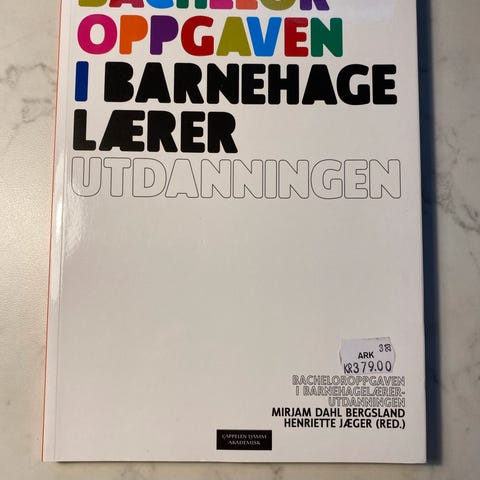 BACHELOR
OPPGAVEN
I BARNEHAGE
LÆRER
UTDANNINGEN
ARK
KR379.00
BACHELOROPPGAVEN
I BARNEHAGELÆRER-
UTDANNINGEN
MIRJAM DAHL BERGSLAND
HENRIETTE JÆGER (RED.)
CAPPELEN DAMM
AKADEMISK